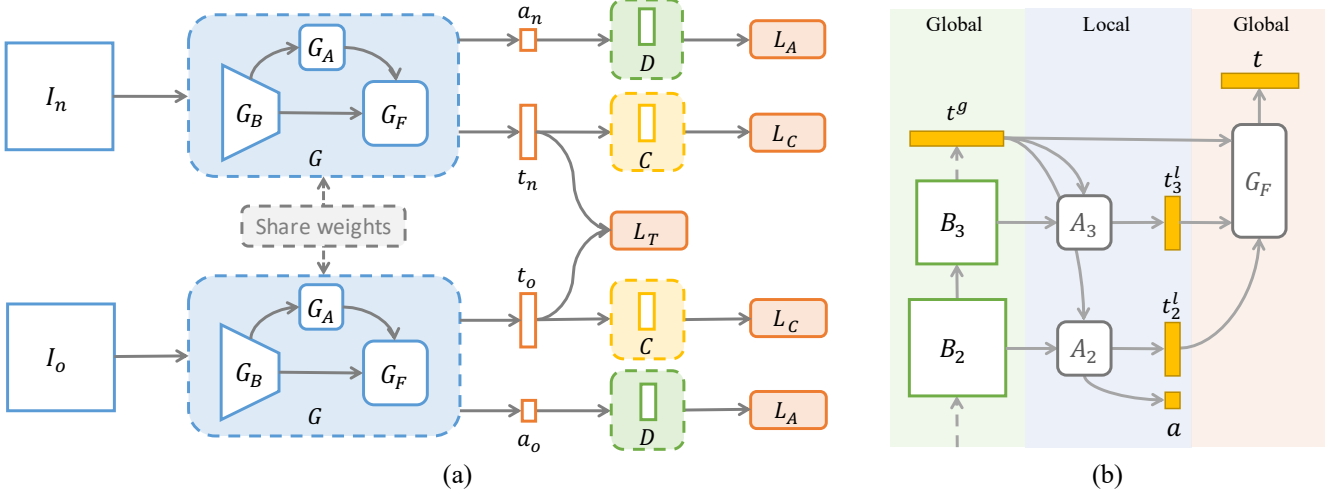 a_n
G_A
L_A
D
I_n
G_B
G_F
C
L_C
G
t_n
Share weights
L_T
t_o
G_A
C
L_C
I_o
G_B
G_F
G
D
L_A
a_o
(a)
Global
Local
Global
t
t^g
t_3^l
G_F
B_3
A_3
t_2^l
B_2
A_2
a
(b)